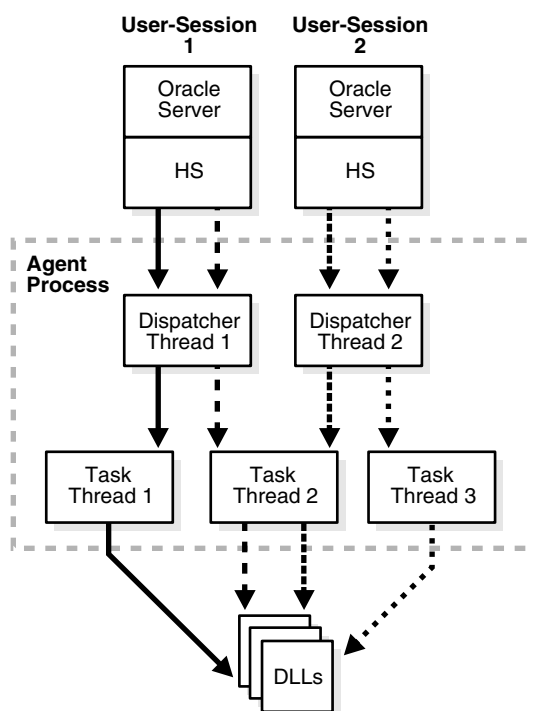 User-Session
1
User-Session
2
Oracle
Server
Oracle
Server
HS
HS
Agent
Process
Dispatcher
Thread 1
Dispatcher
Thread 2
Task
Thread 1
Task
Thread 2
Task
Thread 3
DLLs